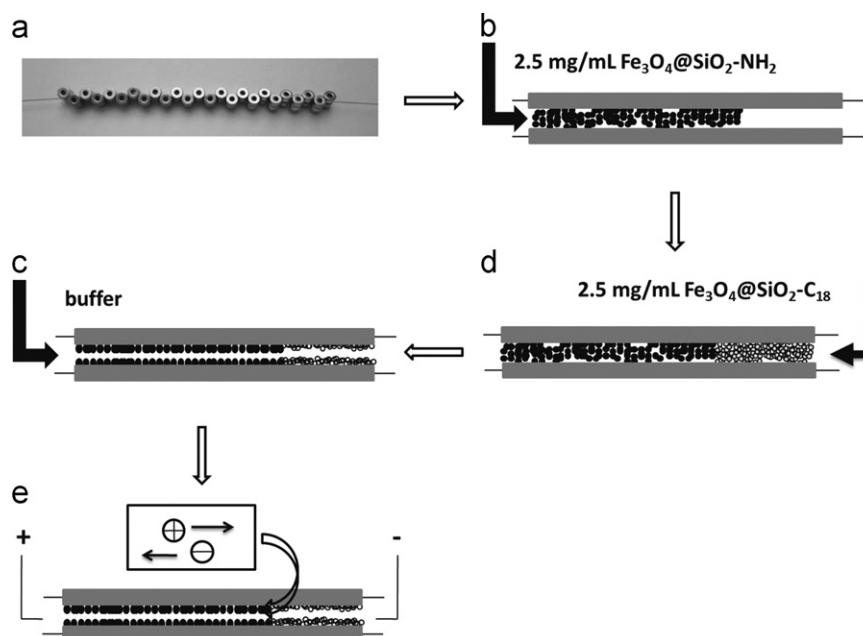 a
b
2.5 mg/mL Fe₃O₄@SiO₂-NH₂
c
buffer
d
2.5 mg/mL Fe₃O₄@SiO₂-C₁₈
e
+
-
+
-